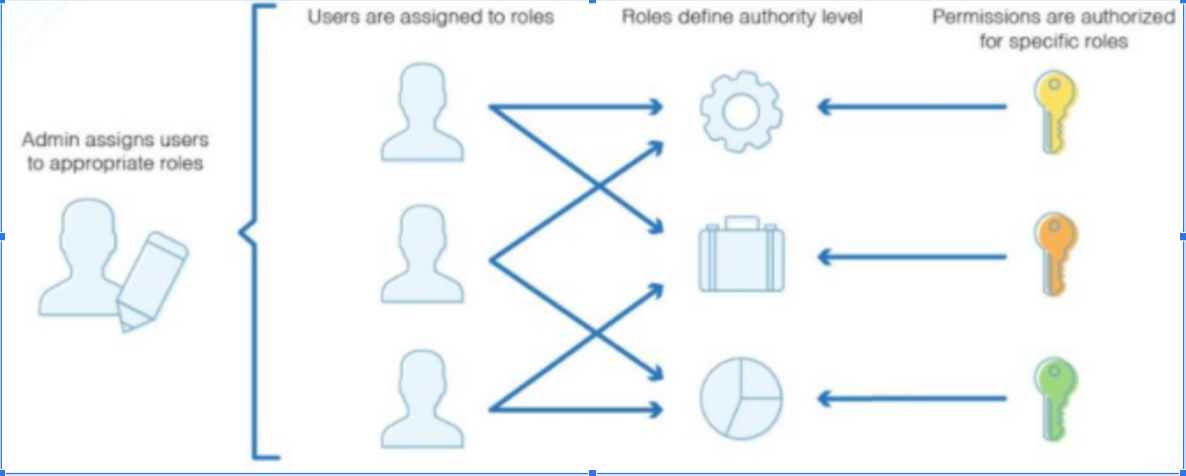 Users are assigned to roles
Roles define authority level
Permissions are authorized
for specific roles
Admin assigns users
to appropriate roles